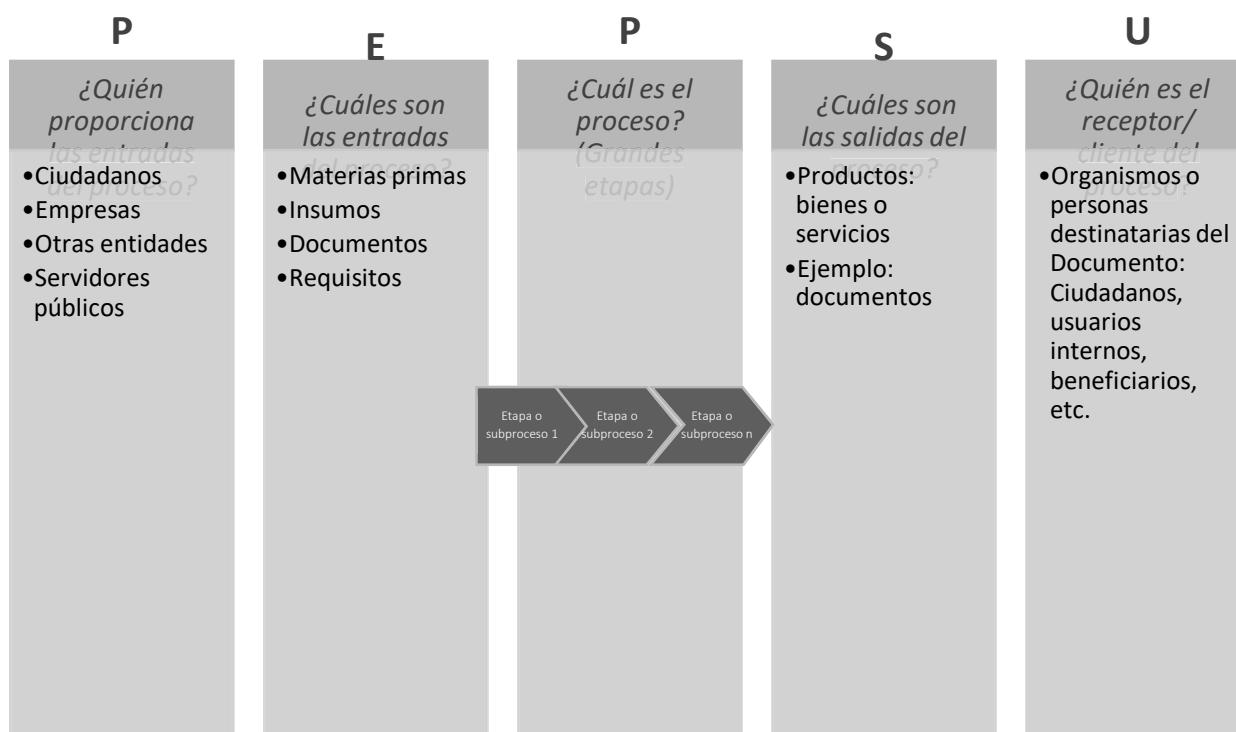 P
¿Quién
proporciona
las entradas
del proceso?
•Ciudadanos
•Empresas
•Otras entidades
•Servidores
públicos
E
¿Cuáles son
las entradas
del proceso?
•Materias primas
•Insumos
•Documentos
•Requisitos
P
¿Cuál es el
proceso?
(Grandes
etapas)
Etapa o
subproceso 1
Etapa o
subproceso 2
Etapa o
subproceso n
S
¿Cuáles son
las salidas del
proceso?
•Productos:
bienes o
servicios
•Ejemplo:
documentos
U
¿Quién es el
receptor/
cliente del
proceso?
•Organismos o
personas
destinatarias del
Documento:
Ciudadanos,
usuarios
internos,
beneficiarios,
etc.